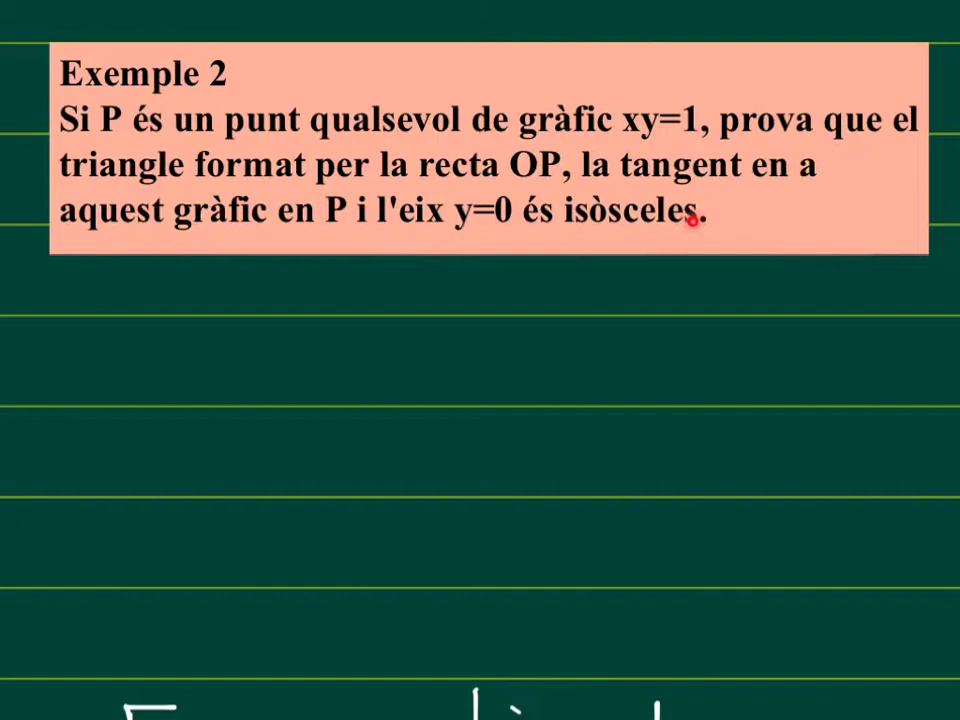 Exemple 2
Si P és un punt qualsevol de gràfic xy=1, prova que el
triangle format per la recta OP, la tangent en a
aquest gràfic en P i l'eix y=0 és isòsceles.